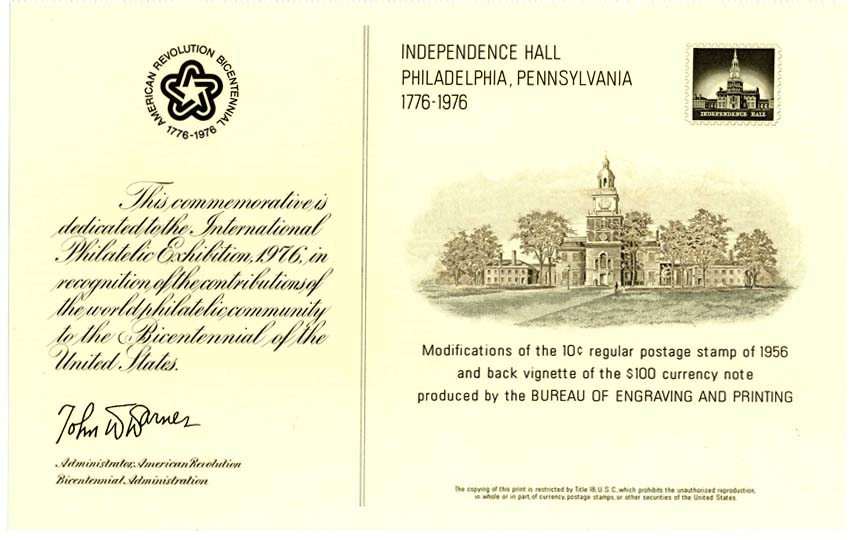 AMERICAN REVOLUTION BICENTENNIAL
1776-1976
This commemorative is
dedicated to the International
Philatelic Exhibition, 1976, in
recognition of the contributions of
the world philatelic community
to the Bicentennial of the
United States.
John W Warner
Administrator, American Revolution
Bicentennial Administration
INDEPENDENCE HALL
PHILADELPHIA, PENNSYLVANIA
1776-1976
INDEPENDENCE HALL
Modifications of the 10¢ regular postage stamp of 1956
and back vignette of the $100 currency note
produced by the BUREAU OF ENGRAVING AND PRINTING
The copying of this print is restricted by Title 18, U. S. C., which prohibits the unauthorized reproduction,
in whole or in part, of currency, postage stamps, or other securities of the United States.